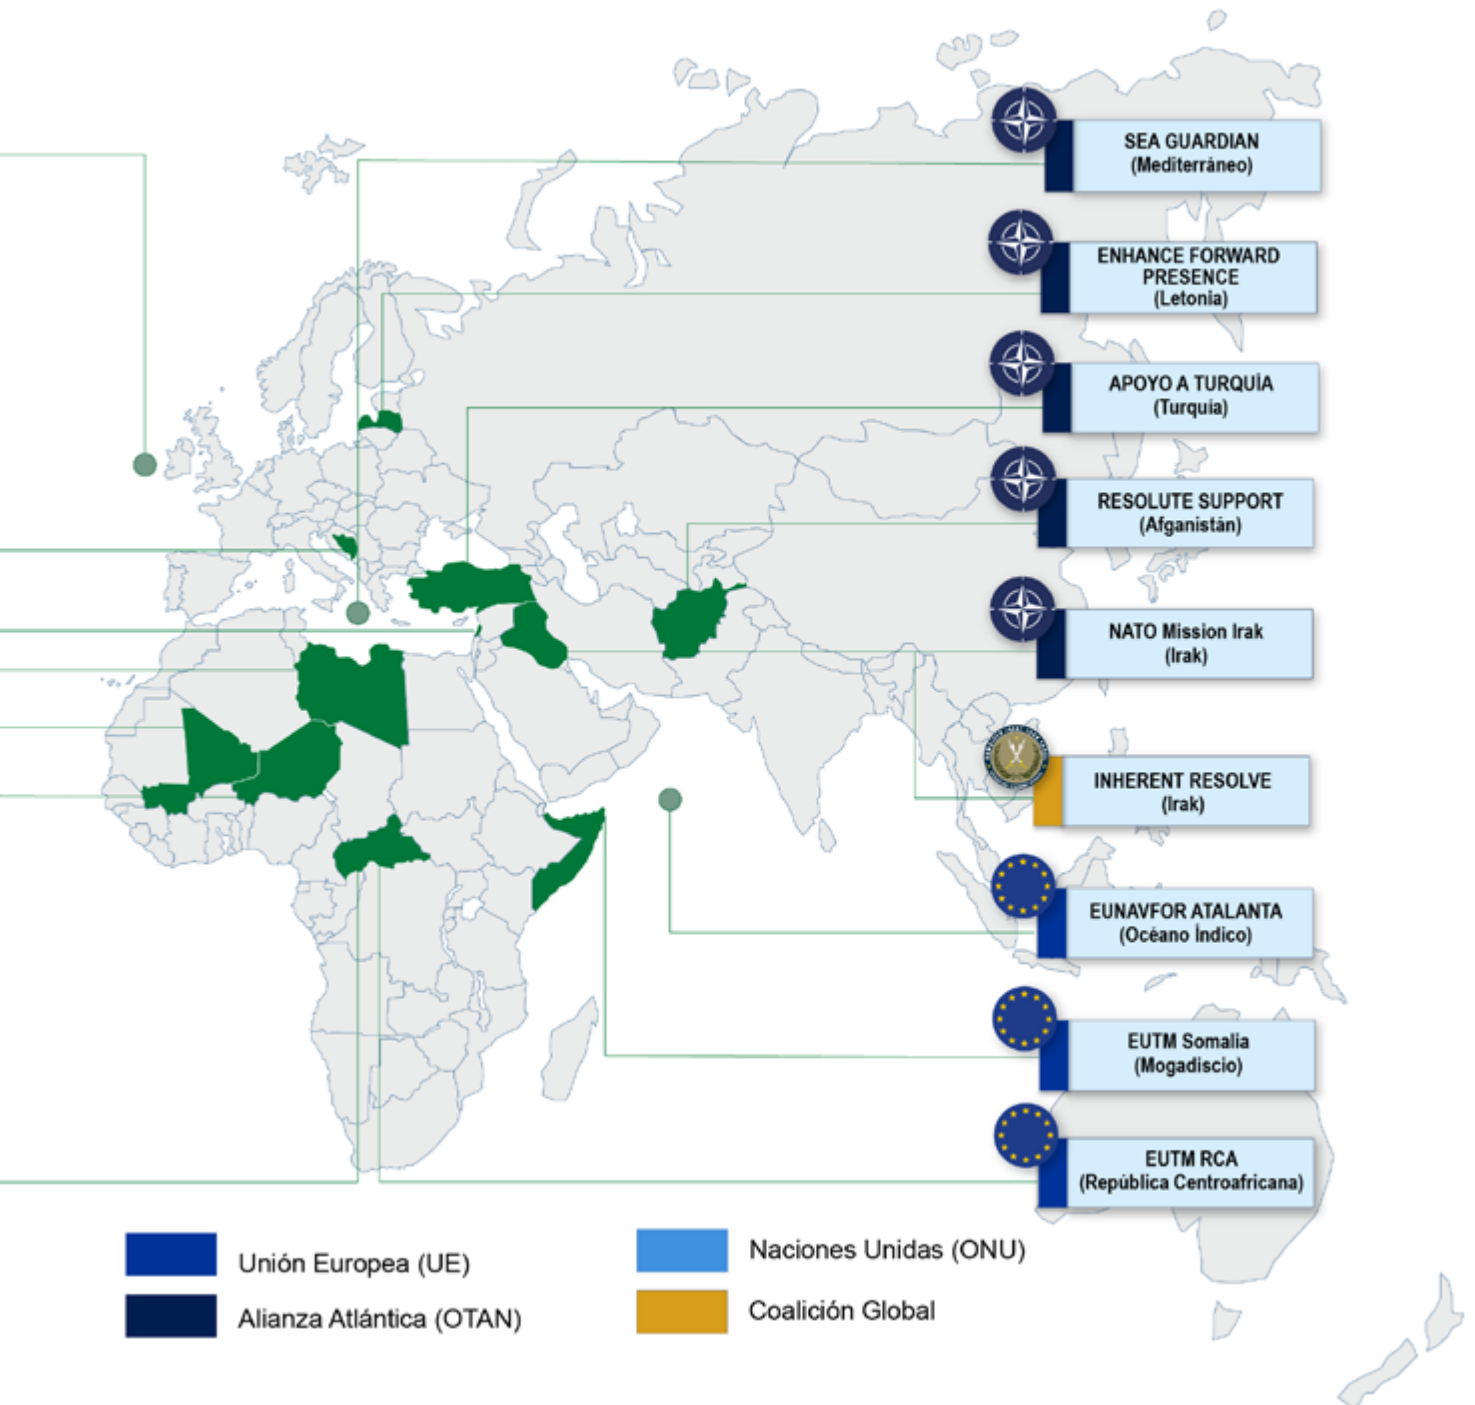 SEA GUARDIAN
(Mediterráneo)
ENHANCE FORWARD
PRESENCE
(Letonia)
APOYO A TURQUÍA
(Turquía)
RESOLUTE SUPPORT
(Afganistán)
NATO Mission Irak
(Irak)
INHERENT RESOLVE
(Irak)
EUNAVFOR ATALANTA
(Océano Índico)
EUTM Somalia
(Mogadiscio)
EUTM RCA
(República Centroafricana)
Unión Europea (UE)
Naciones Unidas (ONU)
Alianza Atlántica (OTAN)
Coalición Global